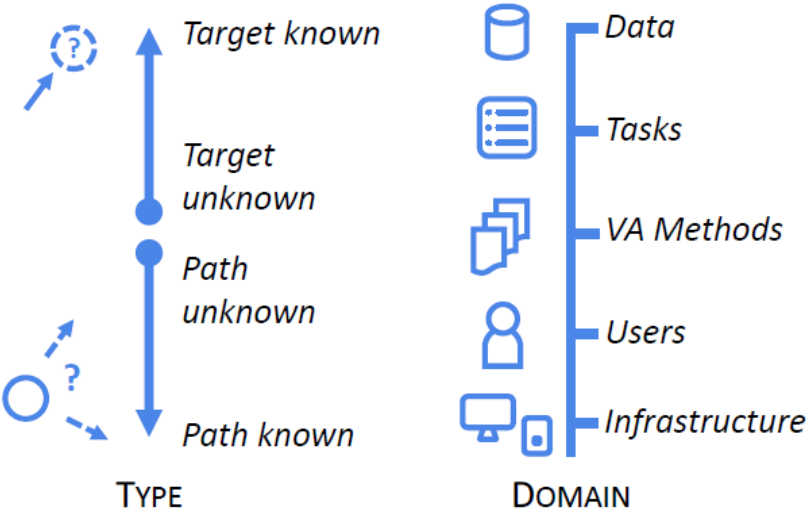 Target known
Target
unknown
Path
unknown
Path known
?
?
TYPE
Data
Tasks
VA Methods
Users
Infrastructure
DOMAIN